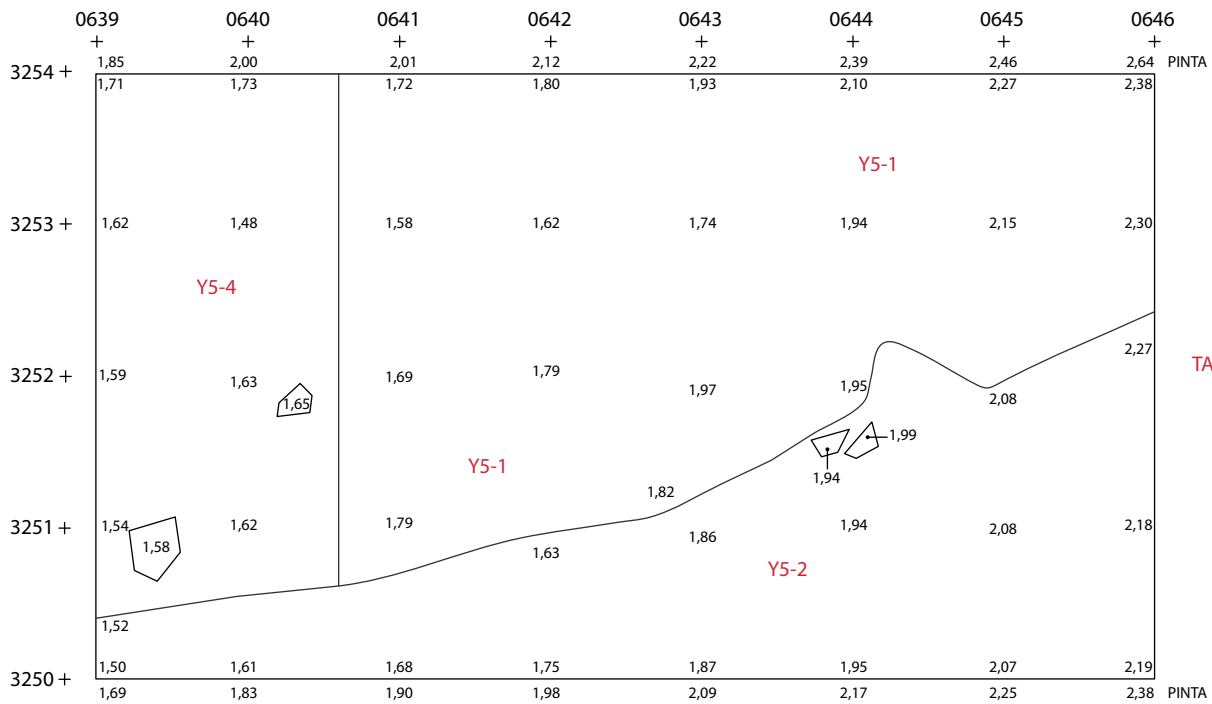 0639 0640 0641 0642 0643 0644 0645 0646
+ + + + + + + +
1,85 2,00 2,01 2,12 2,22 2,39 2,46 2,64 PINTA
3254 +
1,71 1,73 1,72 1,80 1,93 2,10 2,27 2,38
Y5-1
3253 + 1,62 1,48 1,58 1,62 1,74 1,94 2,15 2,30
Y5-4
2,27
TA
3252 + 1,59 1,63 1,69 1,79 1,97 1,95 2,08
1,65
1,99
Y5-1
1,94
1,82
3251 + 1,54 1,62 1,79 1,86 1,94 2,08 2,18
1,58 1,63
Y5-2
1,52
1,50 1,61 1,68 1,75 1,87 1,95 2,07 2,19
3250 +
1,69 1,83 1,90 1,98 2,09 2,17 2,25 2,38 PINTA